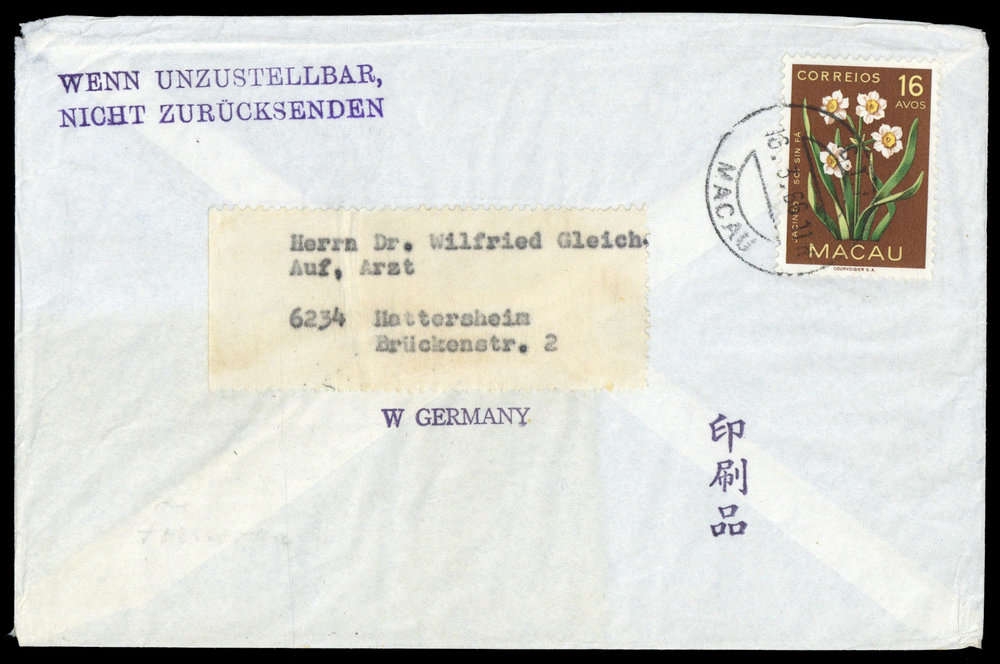 WENN UNZUSTELLBAR,
NICHT ZURÜCKSENDEN
CORREIOS 16
AVOS
MACAU
COURVOISIER S.A.
MACAU
Herrn Dr. Wilfried Gleich.
Auf, Arzt
6234 Hattersheim
Brückenstr. 2
W GERMANY
印
刷
品